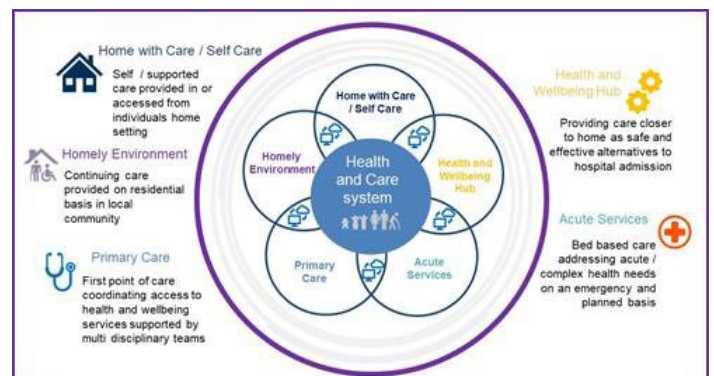 Home with Care / Self Care
Self / supported
care provided in or
accessed from
individuals home
setting
Homely Environment
Continuing care
provided on residential
basis in local
community
Primary Care
First point of care
coordinating access to
health and wellbeing
services supported by
multi disciplinary teams
Home with Care
/ Self Care
Homely
Environment
Health and
Wellbeing
Hub
Health
and Care
system
Primary
Care
Acute
Services
Health and
Wellbeing Hub
Providing care closer
to home as safe and
effective alternatives to
hospital admission
Acute Services
Bed based care
addressing acute /
complex health needs
on an emergency and
planned basis